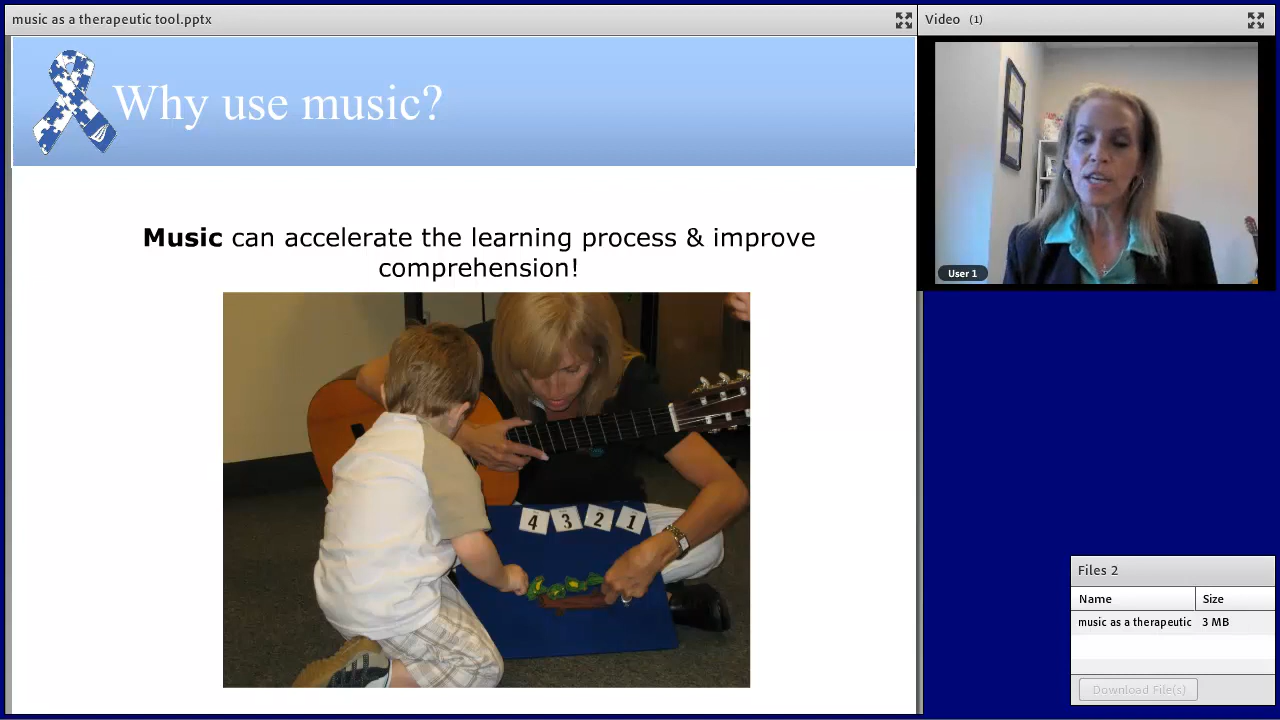 music as a therapeutic tool.pptx
Video (1)
Why use music?
Music can accelerate the learning process & improve
comprehension!
4 3 2 1
User 1
Files 2
Name Size
music as a therapeutic 3 MB
Download File(s)